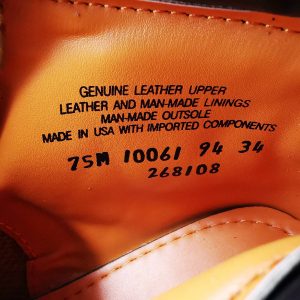 GENUINE LEATHER UPPER
LEATHER AND MAN-MADE LININGS
MAN-MADE OUTSOLE
MADE IN USA WITH IMPORTED COMPONENTS
75M 10061 94 34
268108